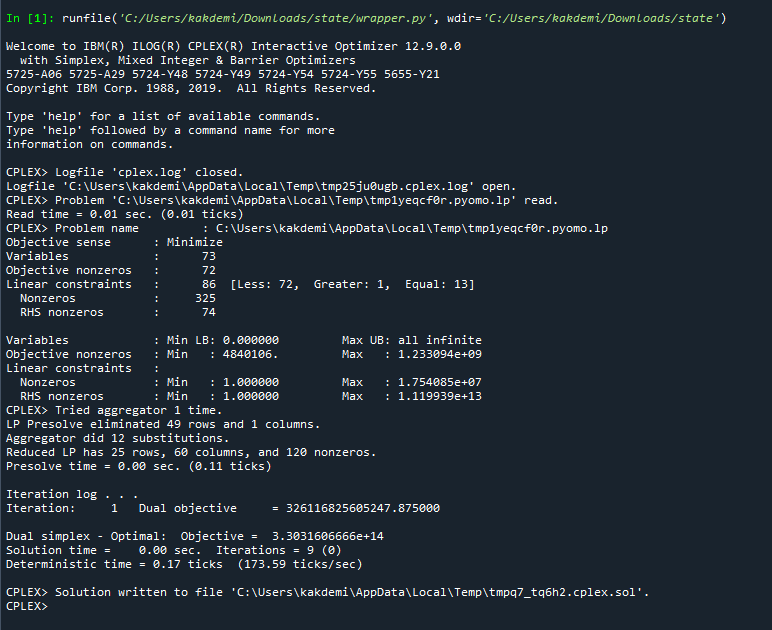 In [1]: runfile('C:/Users/kakdemi/Downloads/state/wrapper.py', wdir='C:/Users/kakdemi/Downloads/state')
Welcome to IBM(R) ILOG(R) CPLEX(R) Interactive Optimizer 12.9.0.0
with Simplex, Mixed Integer & Barrier Optimizers
5725-A06 5725-A29 5724-Y48 5724-Y49 5724-Y54 5724-Y55 5655-Y21
Copyright IBM Corp. 1988, 2019.  All Rights Reserved.
Type 'help' for a list of available commands.
Type 'help' followed by a command name for more
information on commands.
CPLEX> Logfile 'cplex.log' closed.
Logfile 'C:\Users\kakdemi\AppData\Local\Temp\tmp25ju0ugb.cplex.log' open.
CPLEX> Problem 'C:\Users\kakdemi\AppData\Local\Temp\tmp1yeqcf0r.pyomo.lp' read.
Read time = 0.01 sec. (0.01 ticks)
CPLEX> Problem name         : C:\Users\kakdemi\AppData\Local\Temp\tmp1yeqcf0r.pyomo.lp
Objective sense      : Minimize
Variables            :      73
Objective nonzeros   :      72
Linear constraints   :      86  [Less: 72,  Greater: 1,  Equal: 13]
  Nonzeros           :     325
  RHS nonzeros       :      74
Variables            : Min LB: 0.000000         Max UB: all infinite
Objective nonzeros   : Min   : 4840106.         Max   : 1.233094e+09
Linear constraints   :
  Nonzeros           : Min   : 1.000000         Max   : 1.754085e+07
  RHS nonzeros       : Min   : 1.000000         Max   : 1.119939e+13
CPLEX> Tried aggregator 1 time.
LP Presolve eliminated 49 rows and 1 columns.
Aggregator did 12 substitutions.
Reduced LP has 25 rows, 60 columns, and 120 nonzeros.
Presolve time = 0.00 sec. (0.11 ticks)
Iteration log . . .
Iteration:     1   Dual objective     = 326116825605247.875000
Dual simplex - Optimal:  Objective =  3.3031606666e+14
Solution time =    0.00 sec.  Iterations = 9 (0)
Deterministic time = 0.17 ticks  (173.59 ticks/sec)
CPLEX> Solution written to file 'C:\Users\kakdemi\AppData\Local\Temp\tmpq7_tq6h2.cplex.sol'.
CPLEX>